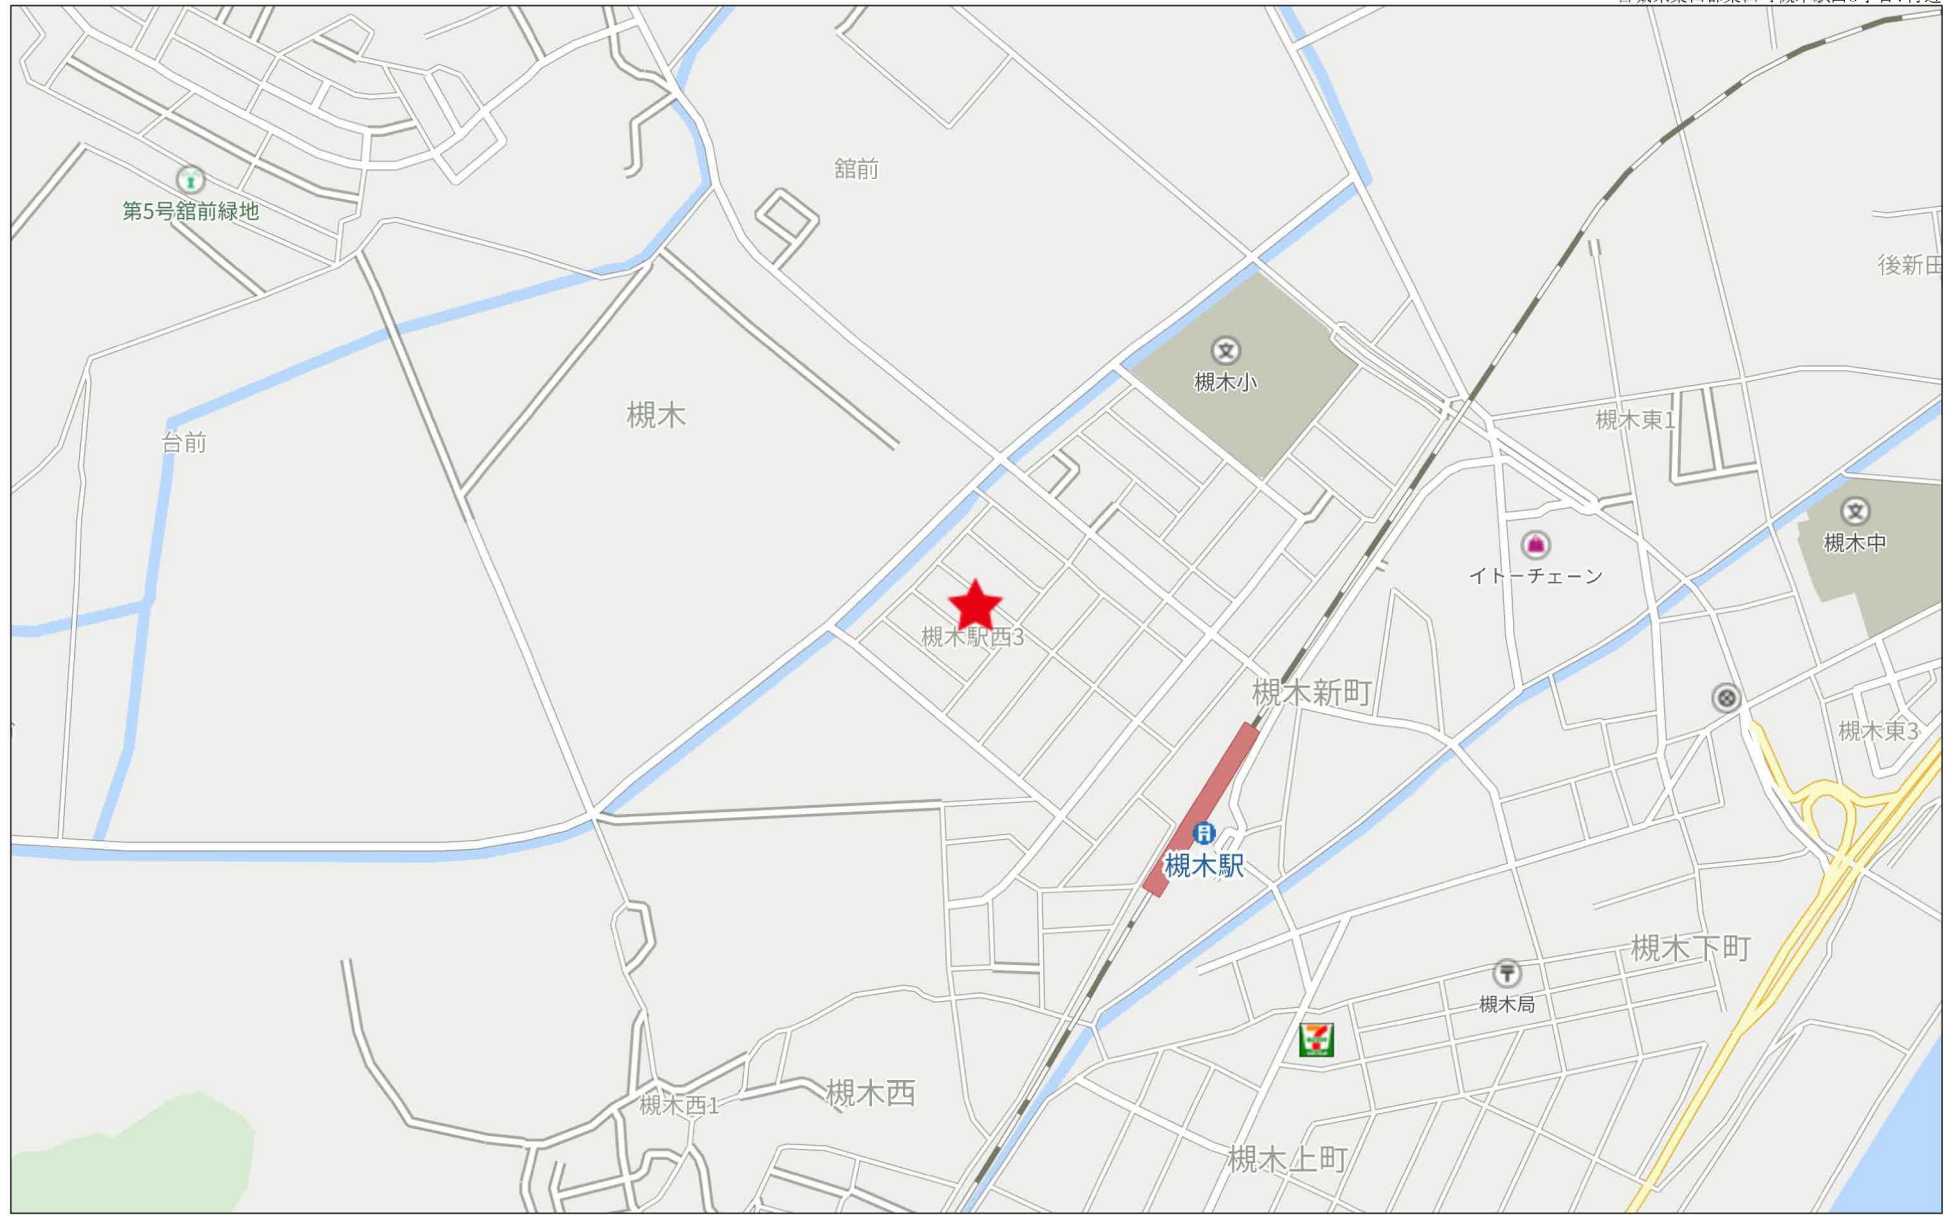 舘前
第5号舘前緑地
後新田
槻木小
槻木
槻木東1
台前
槻木中
イトーチェーン
槻木駅西3
槻木新町
槻木東3
槻木駅
槻木下町
槻木局
槻木西
槻木西1
槻木上町